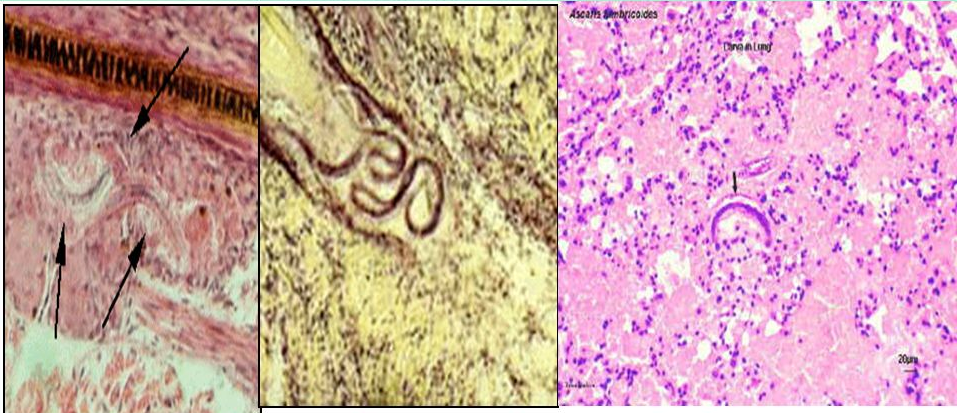 Ascaris lumbricoides
Larva in Lung
20µm